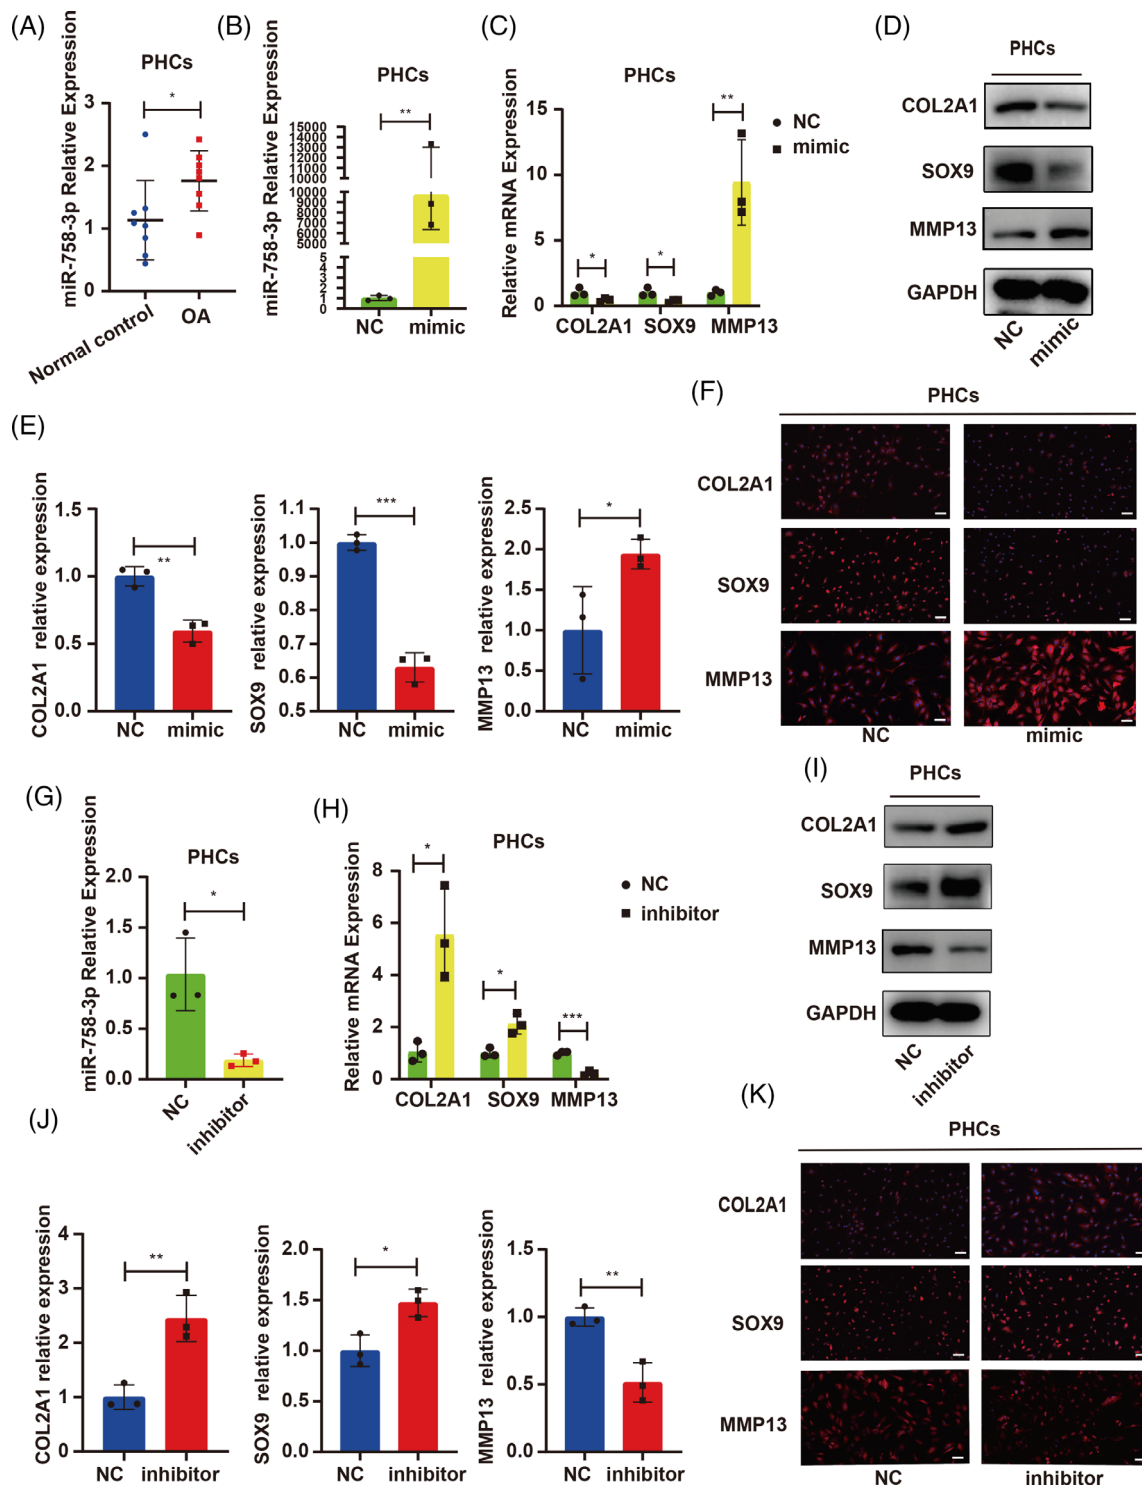 (A)
PHCs
miR-758-3p Relative Expression
*
3
2
1
0
Normal control
OA
(B)
PHCs
miR-758-3p Relative Expression
**
15000
14000
13000
12000
11000
10000
10000
9000
8000
7000
6000
5000
5
4
3
2
1
0
NC
mimic
(C)
PHCs
Relative mRNA Expression
**
*
*
15
10
5
0
COL2A1
SOX9
MMP13
NC
mimic
(D)
PHCs
COL2A1
SOX9
MMP13
GAPDH
NC
mimic
(E)
COL2A1 relative expression
**
1.5
1.0
0.5
0.0
NC
mimic
SOX9 relative expression
***
1.1
1.0
0.9
0.8
0.7
0.6
0.5
NC
mimic
MMP13 relative expression
*
2.5
2.0
1.5
1.0
0.5
0.0
NC
mimic
(F)
PHCs
COL2A1
SOX9
MMP13
NC
mimic
(G)
PHCs
miR-758-3p Relative Expression
*
2.0
1.5
1.0
0.5
0.0
NC
inhibitor
(H)
PHCs
Relative mRNA Expression
*
*
***
8
6
4
2
0
COL2A1
SOX9
MMP13
NC
inhibitor
(I)
PHCs
COL2A1
SOX9
MMP13
GAPDH
NC
inhibitor
(J)
COL2A1 relative expression
**
4
3
2
1
0
NC
inhibitor
SOX9 relative expression
*
2.0
1.5
1.0
0.5
0.0
NC
inhibitor
MMP13 relative expression
**
1.5
1.0
0.5
0.0
NC
inhibitor
(K)
PHCs
COL2A1
SOX9
MMP13
NC
inhibitor